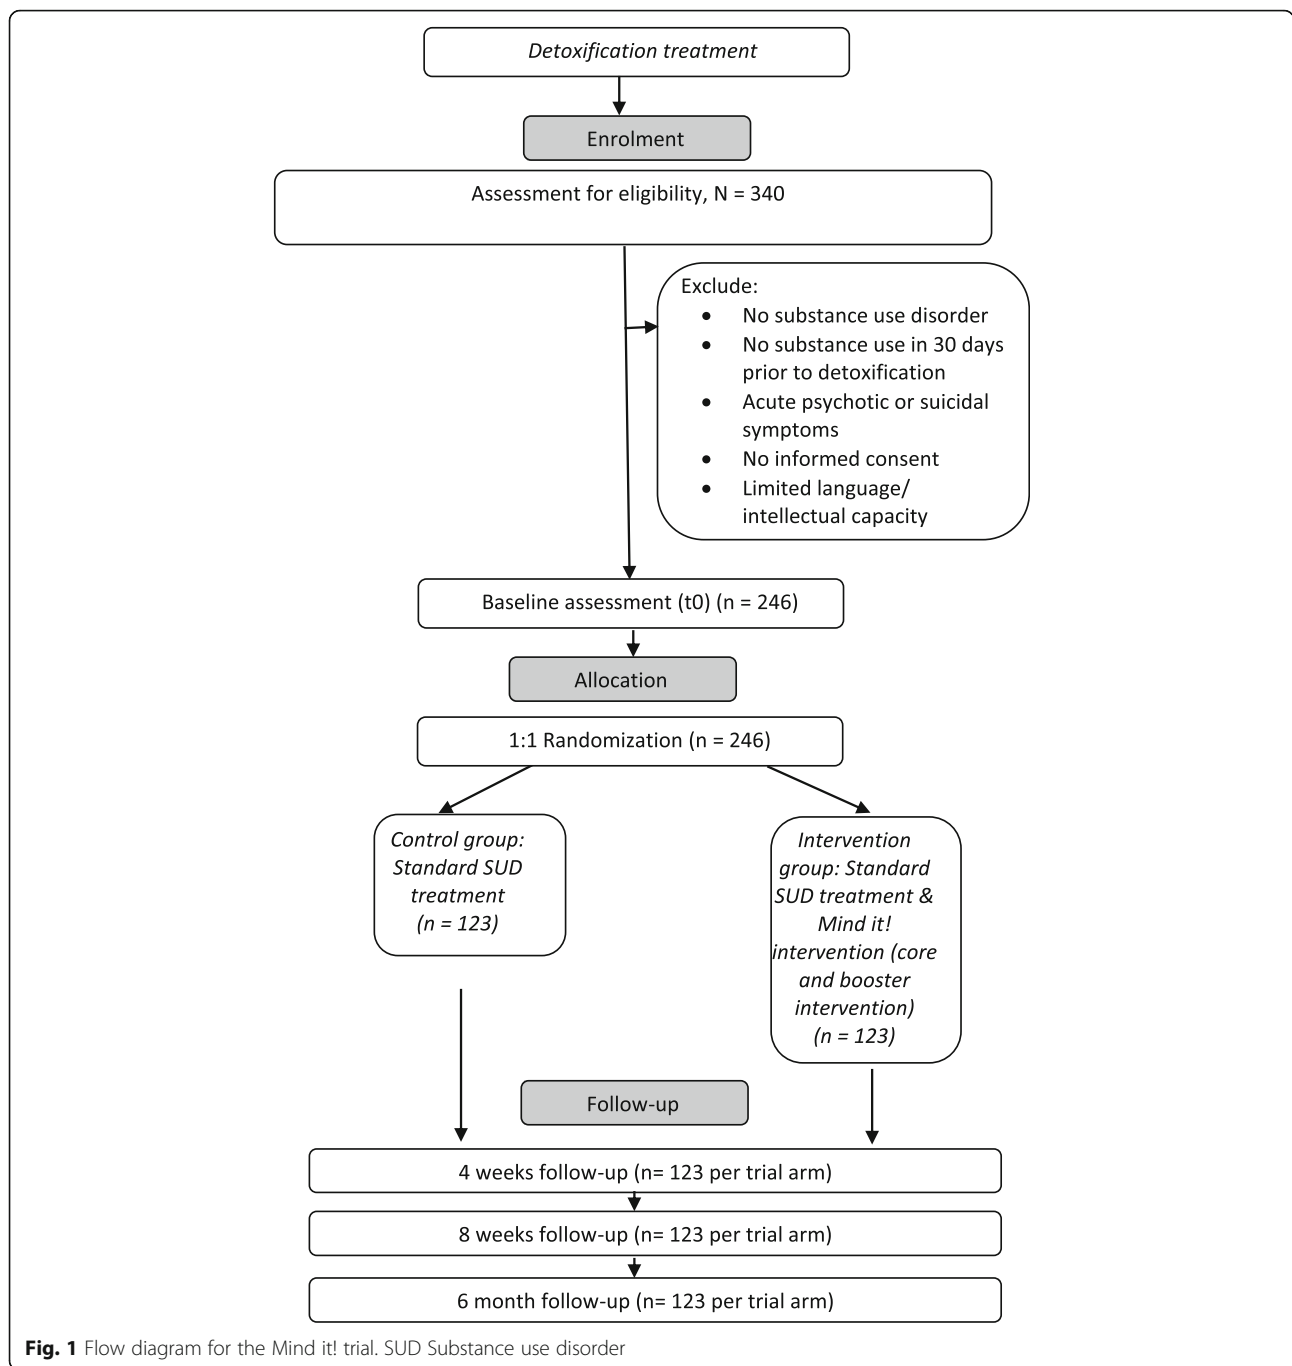 Detoxification treatment
Enrolment
Assessment for eligibility, N = 340
Exclude:
• No substance use disorder
• No substance use in 30 days
prior to detoxification
• Acute psychotic or suicidal
symptoms
• No informed consent
• Limited language/
intellectual capacity
Baseline assessment (t0) (n = 246)
Allocation
1:1 Randomization (n = 246)
Control group:
Standard SUD
treatment
(n = 123)
Intervention
group: Standard
SUD treatment &
Mind it!
intervention (core
and booster
intervention)
(n = 123)
Follow-up
4 weeks follow-up (n= 123 per trial arm)
8 weeks follow-up (n= 123 per trial arm)
6 month follow-up (n= 123 per trial arm)
Fig. 1 Flow diagram for the Mind it! trial. SUD Substance use disorder